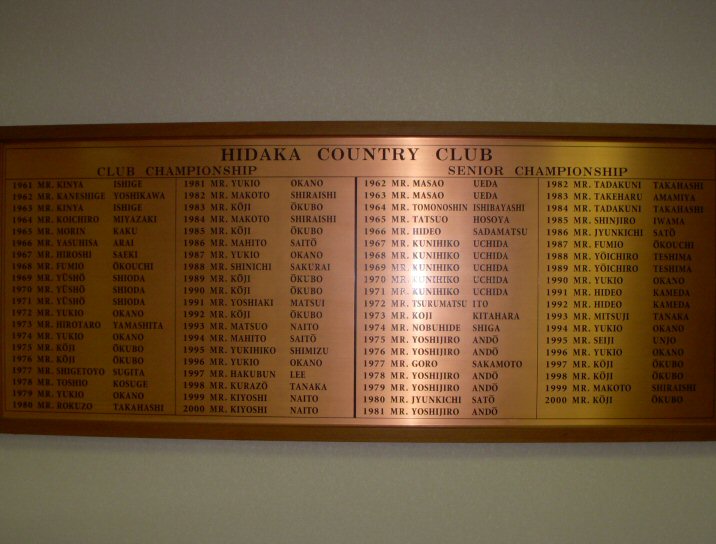 HIDAKA COUNTRY CLUB
CLUB CHAMPIONSHIP
1961 MR. KINYA ISHIGE
1962 MR. KANESHIGE YOSHIKAWA
1963 MR. KINYA ISHIGE
1964 MR. KOICHIRO MIYAZAKI
1965 MR. MORIN KAKU
1966 MR. YASUHISA ARAI
1967 MR. HIROSHI SAEKI
1968 MR. FUMIO ŌKOUCHI
1969 MR. YŪSHŌ SHIODA
1970 MR. YŪSHŌ SHIODA
1971 MR. YŪSHŌ SHIODA
1972 MR. YUKIO OKANO
1973 MR. HIROTARO YAMASHITA
1974 MR. YUKIO OKANO
1975 MR. KŌJI ŌKUBO
1976 MR. KŌJI ŌKUBO
1977 MR. SHIGETOYO SUGITA
1978 MR. TOSHIO KOSUGE
1979 MR. YUKIO OKANO
1980 MR. ROKUZO TAKAHASHI
1981 MR. YUKIO OKANO
1982 MR. MAKOTO SHIRAISHI
1983 MR. KŌJI ŌKUBO
1984 MR. MAKOTO SHIRAISHI
1985 MR. KŌJI ŌKUBO
1986 MR. MAHITO SAITŌ
1987 MR. YUKIO OKANO
1988 MR. SHINICHI SAKURAI
1989 MR. KŌJI ŌKUBO
1990 MR. KŌJI ŌKUBO
1991 MR. YOSHIAKI MATSUI
1992 MR. KŌJI ŌKUBO
1993 MR. MATSUO NAITO
1994 MR. MAHITO SAITŌ
1995 MR. YUKIHIKO SHIMIZU
1996 MR. YUKIO OKANO
1997 MR. HAKUBUN LEE
1998 MR. KURAZŌ TANAKA
1999 MR. KIYOSHI NAITO
2000 MR. KIYOSHI NAITO
SENIOR CHAMPIONSHIP
1962 MR. MASAO UEDA
1963 MR. MASAO UEDA
1964 MR. TOMONOSHIN ISHIBAYASHI
1965 MR. TATSUO HOSOYA
1966 MR. HIDEO SADAMATSU
1967 MR. KUNIHIKO UCHIDA
1968 MR. KUNIHIKO UCHIDA
1969 MR. KUNIHIKO UCHIDA
1970 MR. KUNIHIKO UCHIDA
1971 MR. KUNIHIKO UCHIDA
1972 MR. TSURUMATSU ITO
1973 MR. KOJI KITAHARA
1974 MR. NOBUHIDE SHIGA
1975 MR. YOSHIJIRO ANDŌ
1976 MR. YOSHIJIRO ANDŌ
1977 MR. GORO SAKAMOTO
1978 MR. YOSHIJIRO ANDŌ
1979 MR. YOSHIJIRO ANDŌ
1980 MR. JYUNKICHI SATŌ
1981 MR. YOSHIJIRO ANDŌ
1982 MR. TADAKUNI TAKAHASHI
1983 MR. TAKEHARU AMAMIYA
1984 MR. TADAKUNI TAKAHASHI
1985 MR. SHINJIRO IWAMA
1986 MR. JYUNKICHI SATŌ
1987 MR. FUMIO ŌKOUCHI
1988 MR. YŌICHIRO TESHIMA
1989 MR. YŌICHIRO TESHIMA
1990 MR. YUKIO OKANO
1991 MR. HIDEO KAMEDA
1992 MR. HIDEO KAMEDA
1993 MR. MITSUJI TANAKA
1994 MR. YUKIO OKANO
1995 MR. SEIJI UNJO
1996 MR. YUKIO OKANO
1997 MR. KŌJI ŌKUBO
1998 MR. KŌJI ŌKUBO
1999 MR. MAKOTO SHIRAISHI
2000 MR. KŌJI ŌKUBO